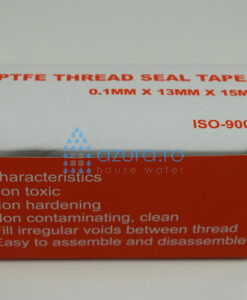 PTFE THREAD SEAL TAPE
0.1MM X 13MM X 15M
ISO-900
azura.ro
house water
haracteristics
on toxic
on hardening
on contaminating, clean
ill irregular voids between thread
Easy to assemble and disassemble